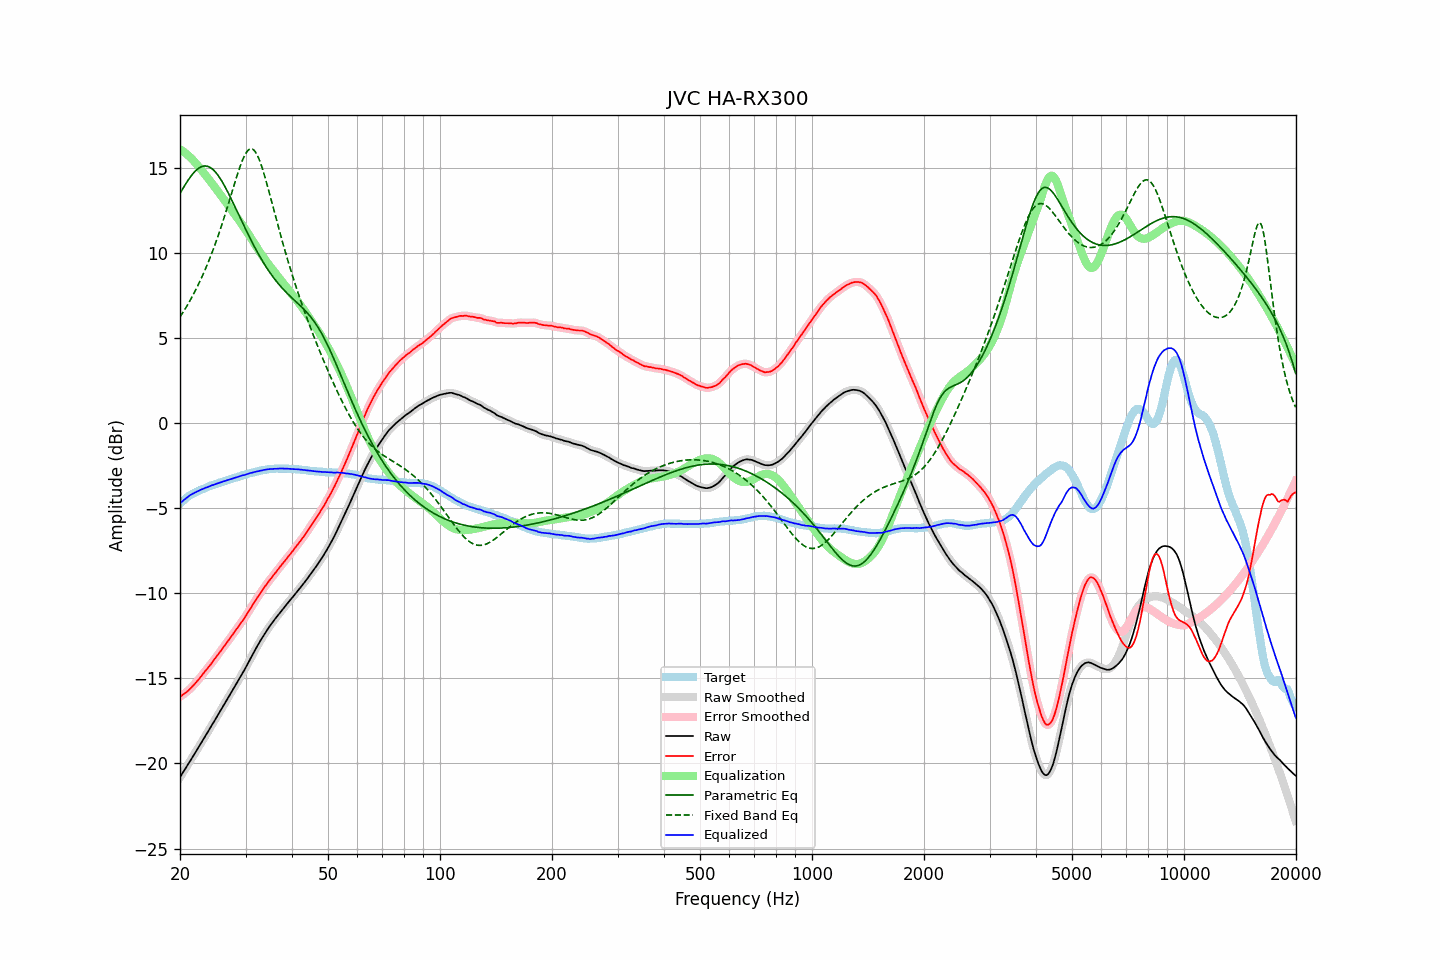 JVC HA-RX300
Amplitude (dBr)
15
10
5
0
−5
−10
−15
−20
−25
Target
Raw Smoothed
Error Smoothed
Raw
Error
Equalization
Parametric Eq
Fixed Band Eq
Equalized
20 50 100 200 500 1000 2000 5000 10000 20000
Frequency (Hz)